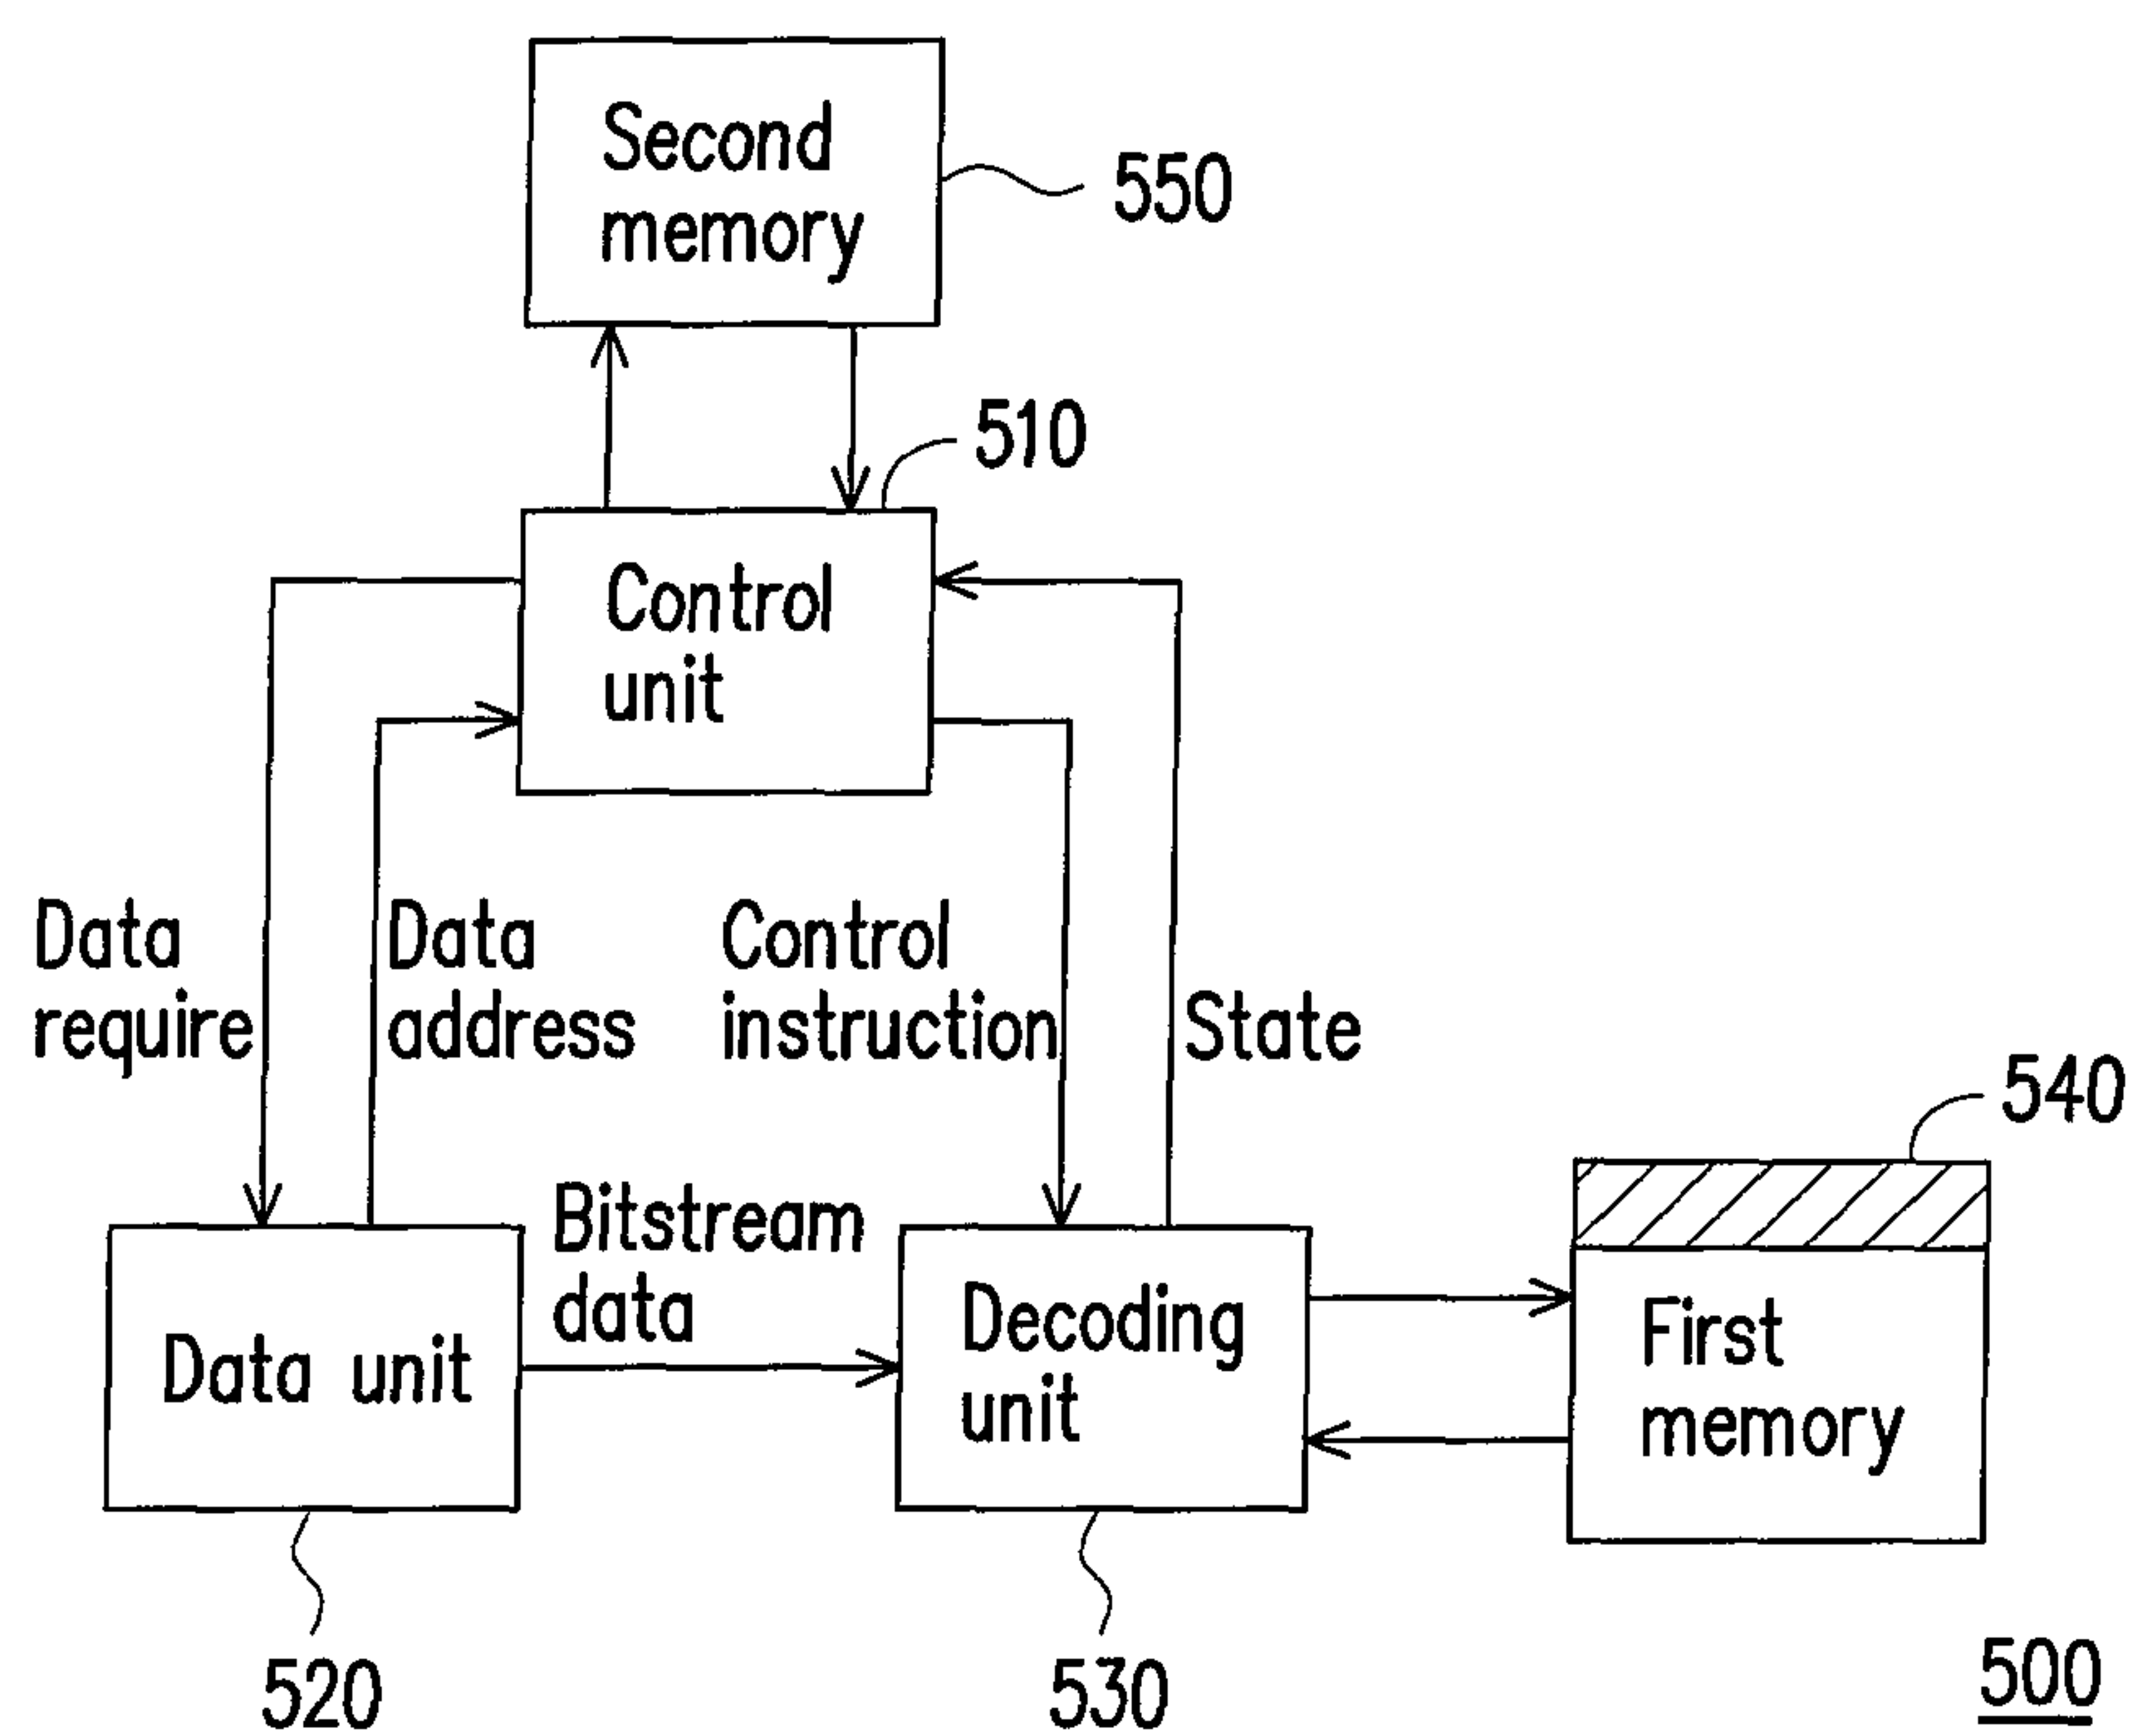 Second
memory
550
510
Control
unit
Data
require
Data
address
Control
instruction
State
540
Bitstream
data
Data unit
Decoding
unit
First
memory
520
530
500